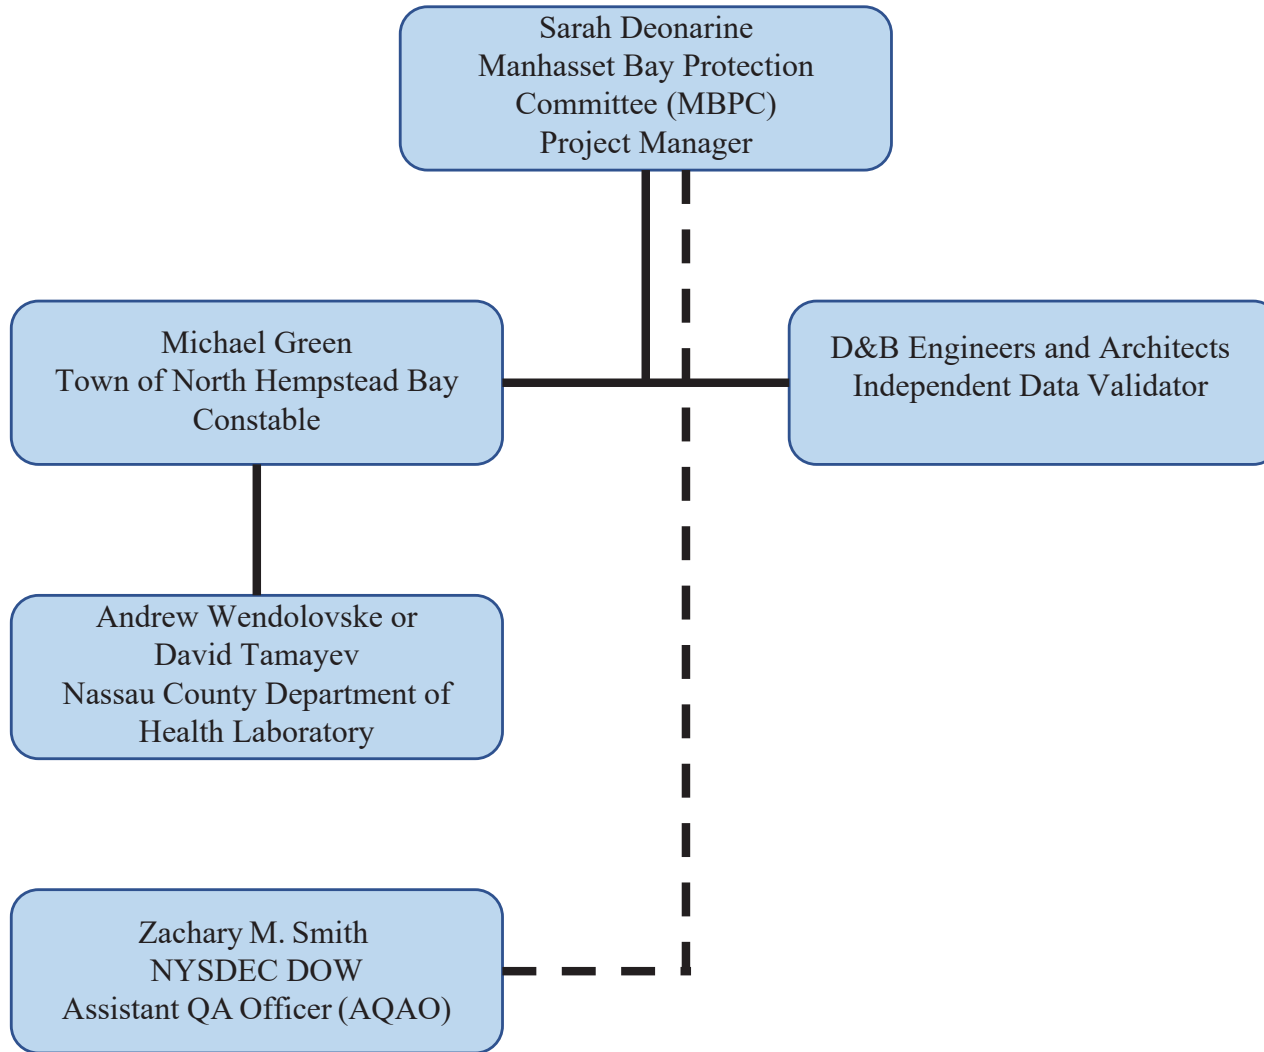 Sarah Deonarine
Manhasset Bay Protection
Committee (MBPC)
Project Manager
Michael Green
Town of North Hempstead Bay
Constable
D&B Engineers and Architects
Independent Data Validator
Andrew Wendolovske or
David Tamayev
Nassau County Department of
Health Laboratory
Zachary M. Smith
NYSDEC DOW
Assistant QA Officer (AQAO)